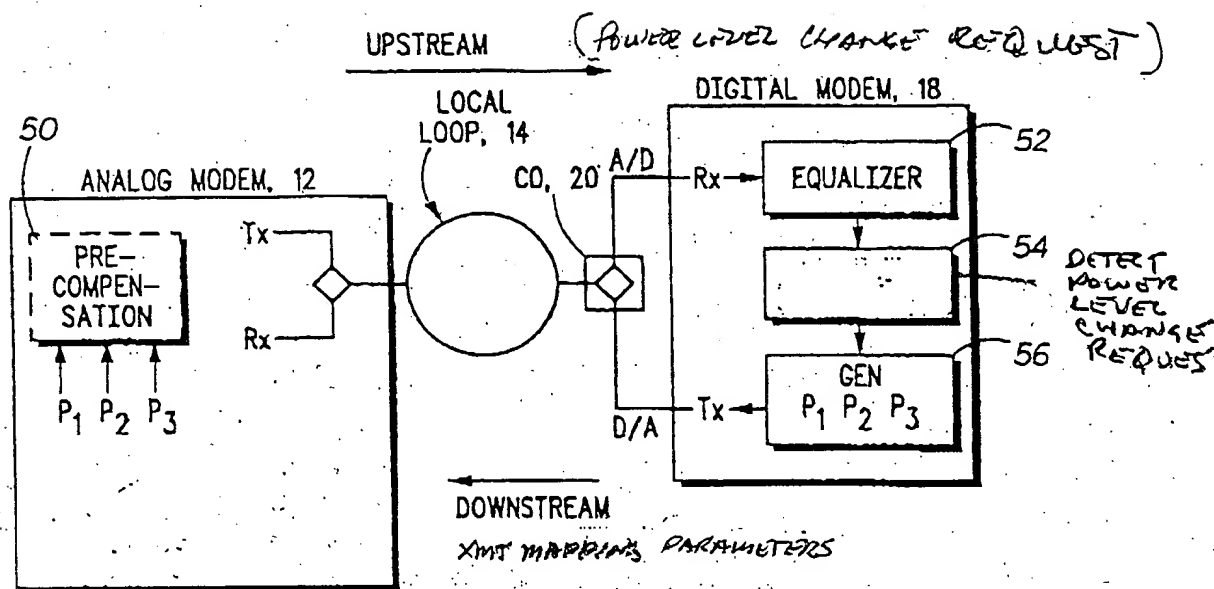 UPSTREAM (POWER LEVEL CHANGE REQUEST)
DIGITAL MODEM, 18
LOCAL
LOOP, 14
50
52
CO, 20
A/D
Rx
EQUALIZER
ANALOG MODEM, 12
PRE-
COMPEN-
SATION
Tx
Rx
54
DETECT
POWER
LEVEL
CHANGE
REQUES
56
GEN
P1 P2 P3
Tx
D/A
P1 P2 P3
DOWNSTREAM
XMT MAPPING PARAMETERS